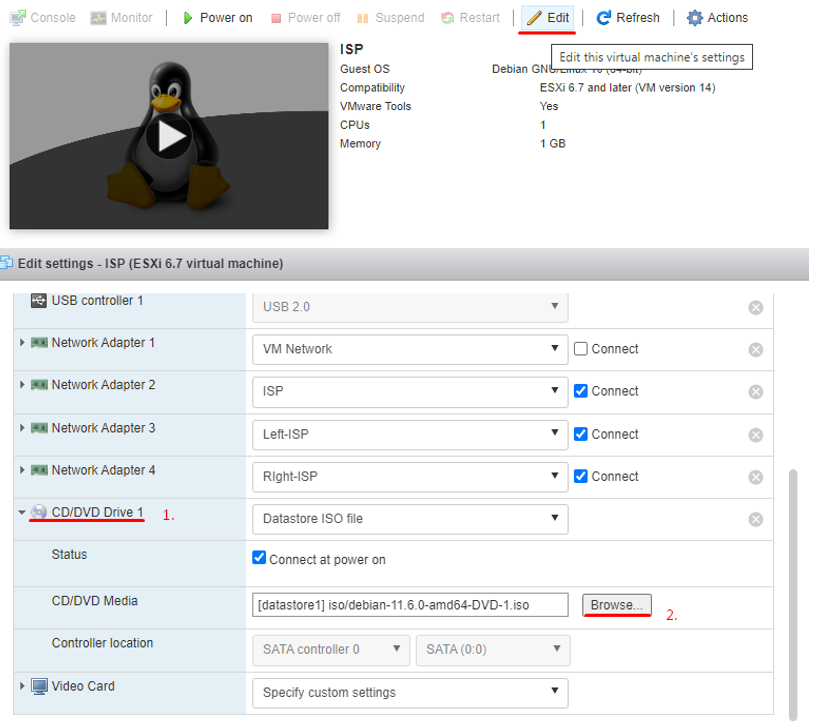 Console Monitor Power on Power off Suspend Restart Edit Refresh Actions
ISP
Edit this virtual machine's settings
Guest OS Debian GNU/Linux 10 (64-bit)
Compatibility ESXi 6.7 and later (VM version 14)
VMware Tools Yes
CPUs 1
Memory 1 GB
Edit settings - ISP (ESXi 6.7 virtual machine)
USB controller 1 USB 2.0
Network Adapter 1 VM Network Connect
Network Adapter 2 ISP Connect
Network Adapter 3 Left-ISP Connect
Network Adapter 4 RIght-ISP Connect
CD/DVD Drive 1 1. Datastore ISO file
Status Connect at power on
CD/DVD Media [datastore1] iso/debian-11.6.0-amd64-DVD-1.iso Browse... 2.
Controller location SATA controller 0 SATA (0:0)
Video Card Specify custom settings